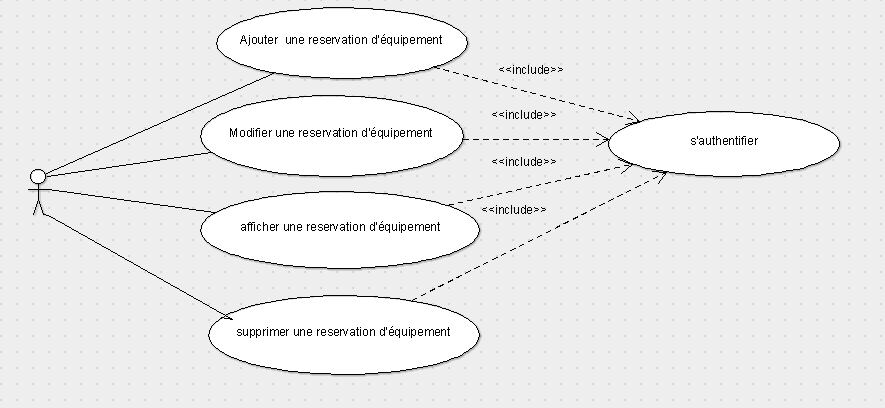 Ajouter une reservation d'équipement
<<include>>
Modifier une reservation d'équipement
<<include>>
s'authentifier
<<include>>
afficher une reservation d'équipement
<<include>>
supprimer une reservation d'équipement